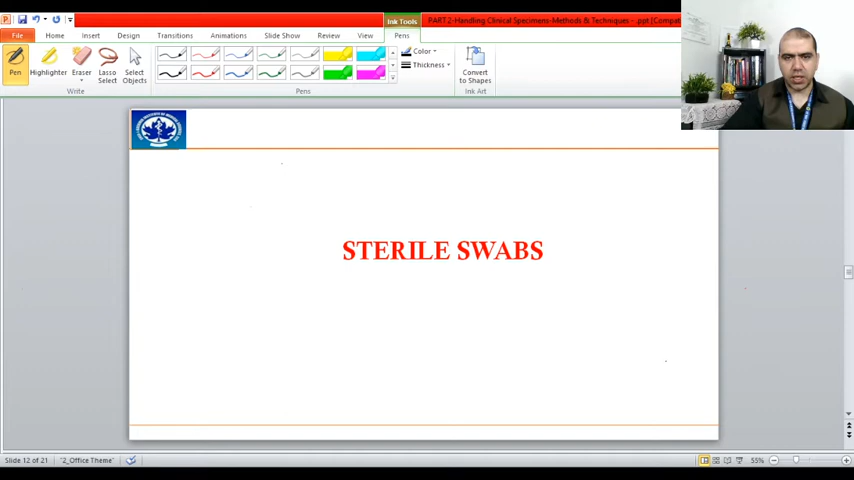 Ink Tools
PART.2-Handling Clinical Specimens-Methods & Techniques -.ppt [Compat
File
Home
Insert
Design
Transitions
Animations
Slide Show
Review
View
Pens
Pen
Highlighter
Eraser
Lasso
Select
Select
Objects
Color
Thickness
Convert
to Shapes
Write
Pens
Ink Art
STERILE SWABS
Slide 12 of 21
"2_Office Theme"
55%